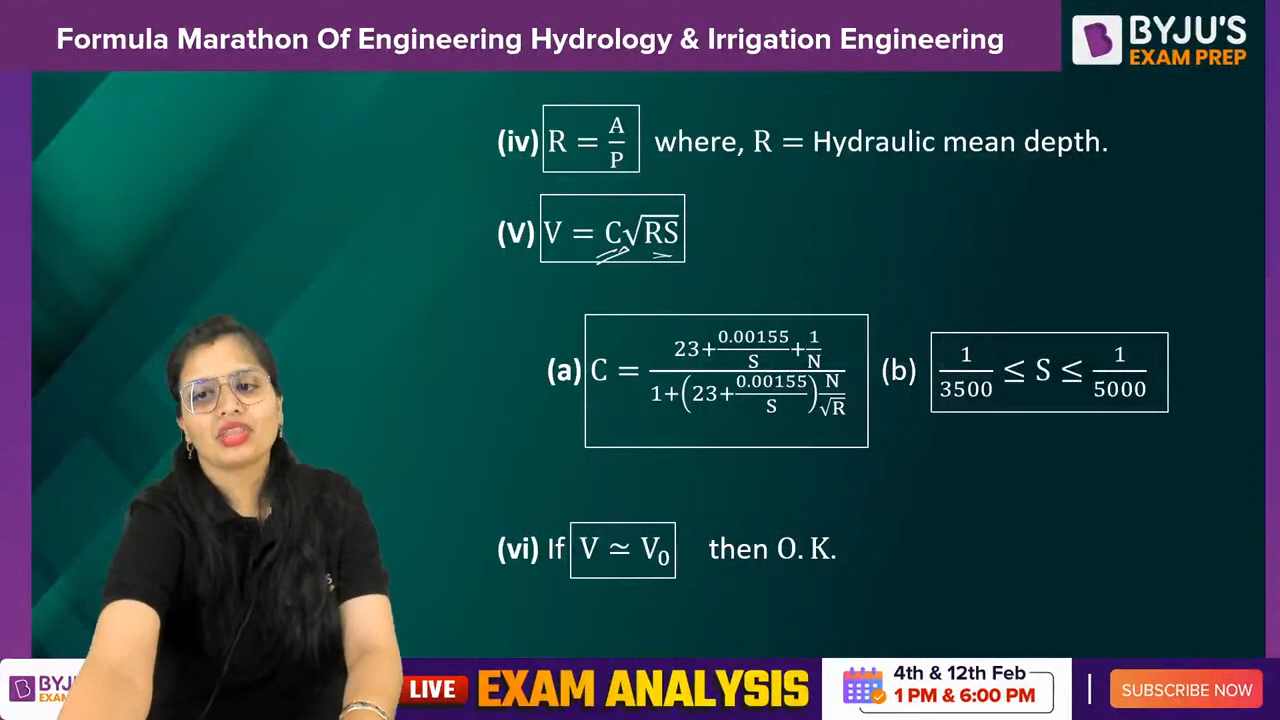 Formula Marathon Of Engineering Hydrology & Irrigation Engineering
BYJU'S
EXAM PREP
(iv) R = A/P where, R = Hydraulic mean depth.
(V) V = C√RS
(a) C = (23+0.00155/S+1/N)/(1+(23+0.00155/S)N/√R) (b) 1/3500 ≤ S ≤ 1/5000
(vi) If V ≃ V₀ then O. K.
LIVE
EXAM ANALYSIS
4th & 12th Feb
1 PM & 6:00 PM
SUBSCRIBE NOW